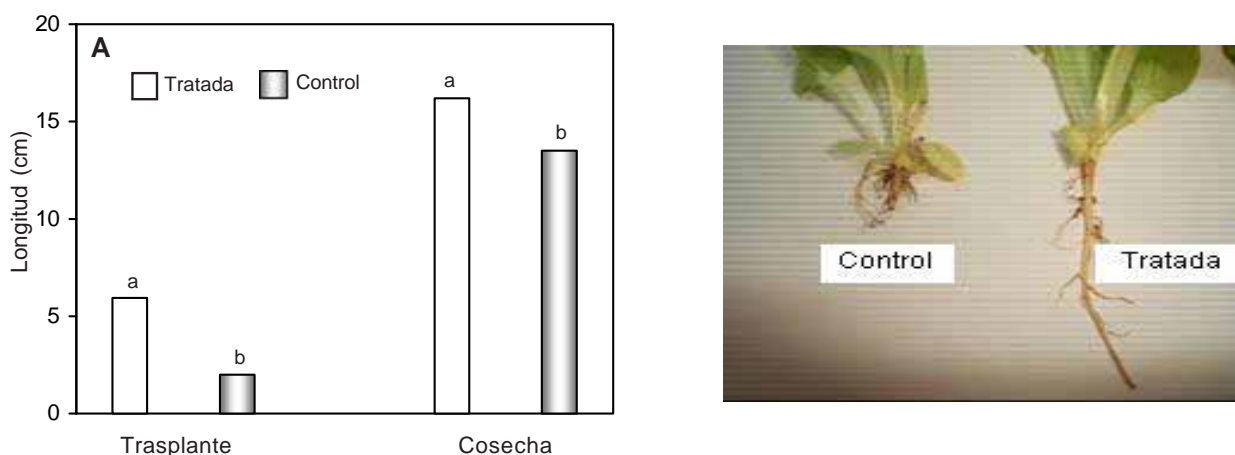 20
A
Tratada Control
a
15
b
Longitud (cm)
10
a
5
b
0
Trasplante Cosecha
Control Tratada